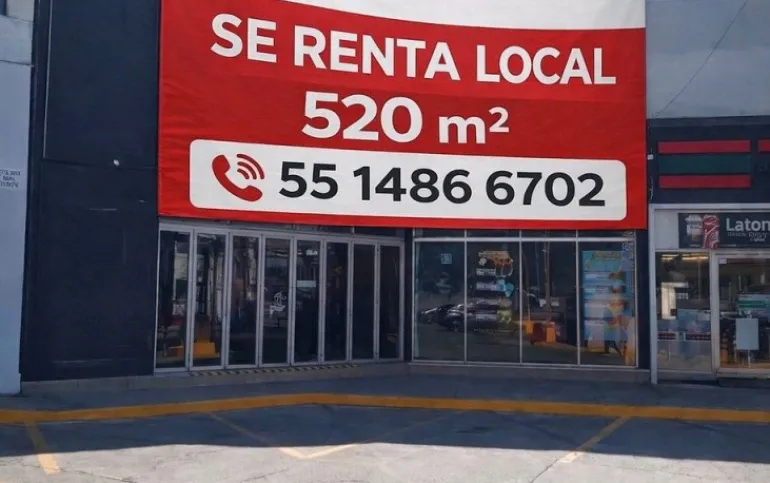 SE RENTA LOCAL
520 m²
55 1486 6702
Laton